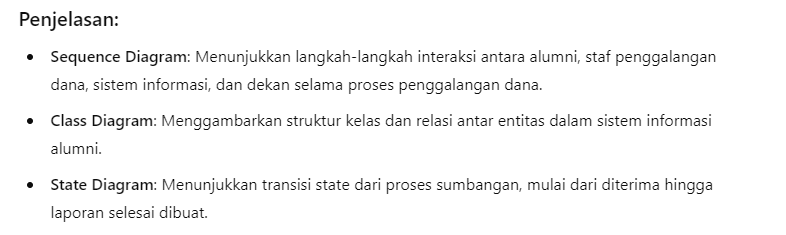 Penjelasan:
• Sequence Diagram: Menunjukkan langkah-langkah interaksi antara alumni, staf penggalangan
dana, sistem informasi, dan dekan selama proses penggalangan dana.
• Class Diagram: Menggambarkan struktur kelas dan relasi antar entitas dalam sistem informasi
alumni.
• State Diagram: Menunjukkan transisi state dari proses sumbangan, mulai dari diterima hingga
laporan selesai dibuat.